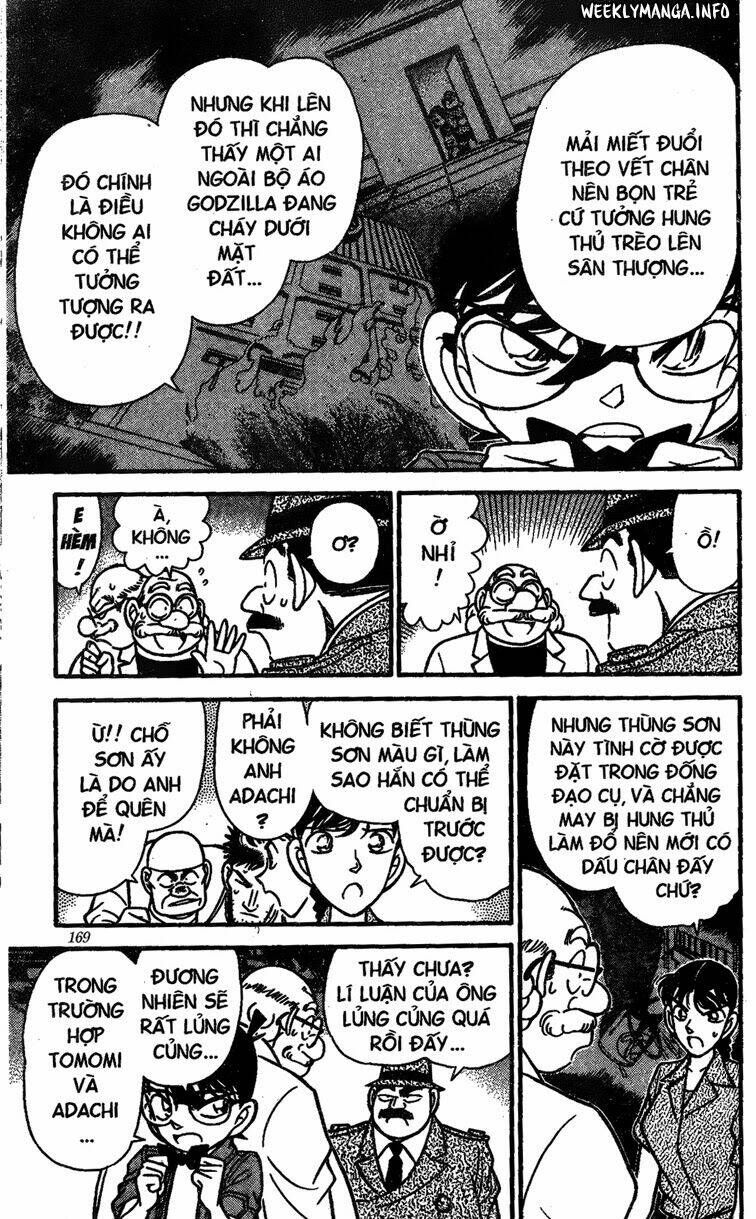 WEEKLYMANGA.INFO
MẢI MIẾT ĐUỔI
THEO VẾT CHÂN
NÊN BỌN TRẺ
CỨ TƯỞNG HUNG
THỦ TRÈO LÊN
SÂN THƯỢNG...
NHƯNG KHI LÊN
ĐÓ THÌ CHẲNG
THẤY MỘT AI
NGOÀI BỘ ÁO
GODZILLA ĐANG
CHÁY DƯỚI
MẶT
ĐẤT...
ĐÓ CHÍNH
LÀ ĐIỀU
KHÔNG AI
CÓ THỂ
TƯỞNG
TƯỢNG RA
ĐƯỢC!!
Ồ!
Ờ
NHỈ
!
Ơ?
À,
KHÔNG
...
E
HÈM
!
NHƯNG THÙNG SƠN
NÀY TÌNH CỜ ĐƯỢC
ĐẶT TRONG ĐỐNG
ĐẠO CỤ, VÀ CHẲNG
MAY BỊ HUNG THỦ
LÀM ĐỔ NÊN MỚI CÓ
DẤU CHÂN ĐẤY
CHỨ?
KHÔNG BIẾT THÙNG
SƠN MÀU GÌ, LÀM
SAO HẮN CÓ THỂ
CHUẨN BỊ
TRƯỚC
ĐƯỢC?
PHẢI
KHÔNG
ANH
ADACHI
?
Ừ!! CHỖ
SƠN ẤY
LÀ DO ANH
ĐỂ QUÊN
MÀ!
169
THẤY CHƯA?
LÍ LUẬN CỦA ÔNG
LỦNG CỦNG QUÁ
RỒI ĐẤY...
ĐƯƠNG
NHIÊN SẼ
RẤT LỦNG
CỦNG...
TRONG
TRƯỜNG
HỢP
TOMOMI
VÀ
ADACHI
...